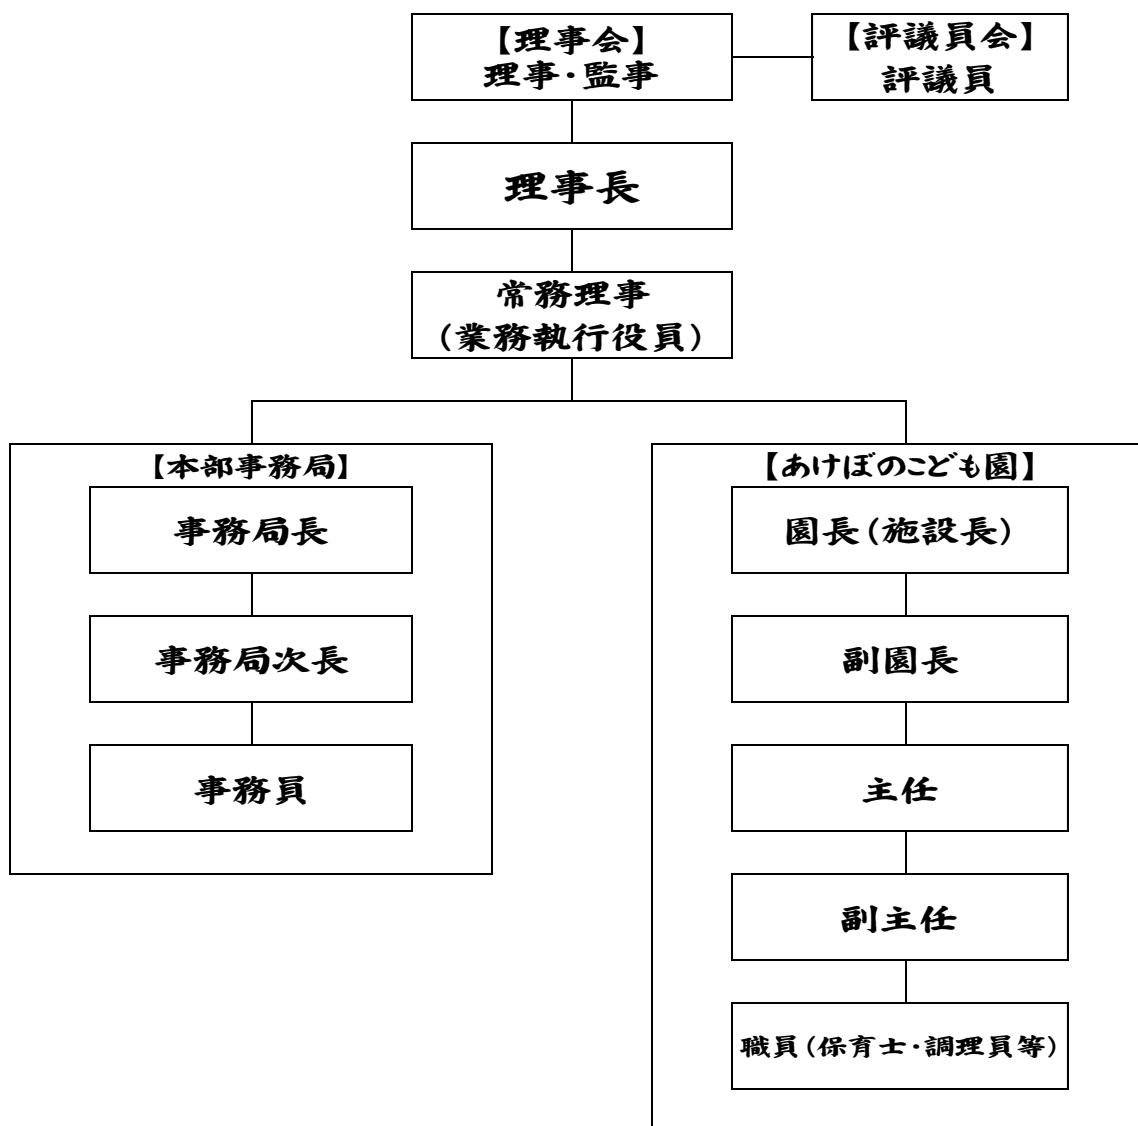 【理事会】
理事・監事
【評議員会】
評議員
理事長
常務理事
（業務執行役員）
【本部事務局】
事務局長
事務局次長
事務員
【あけぼのこども園】
園長（施設長）
副園長
主任
副主任
職員（保育士・調理員等）